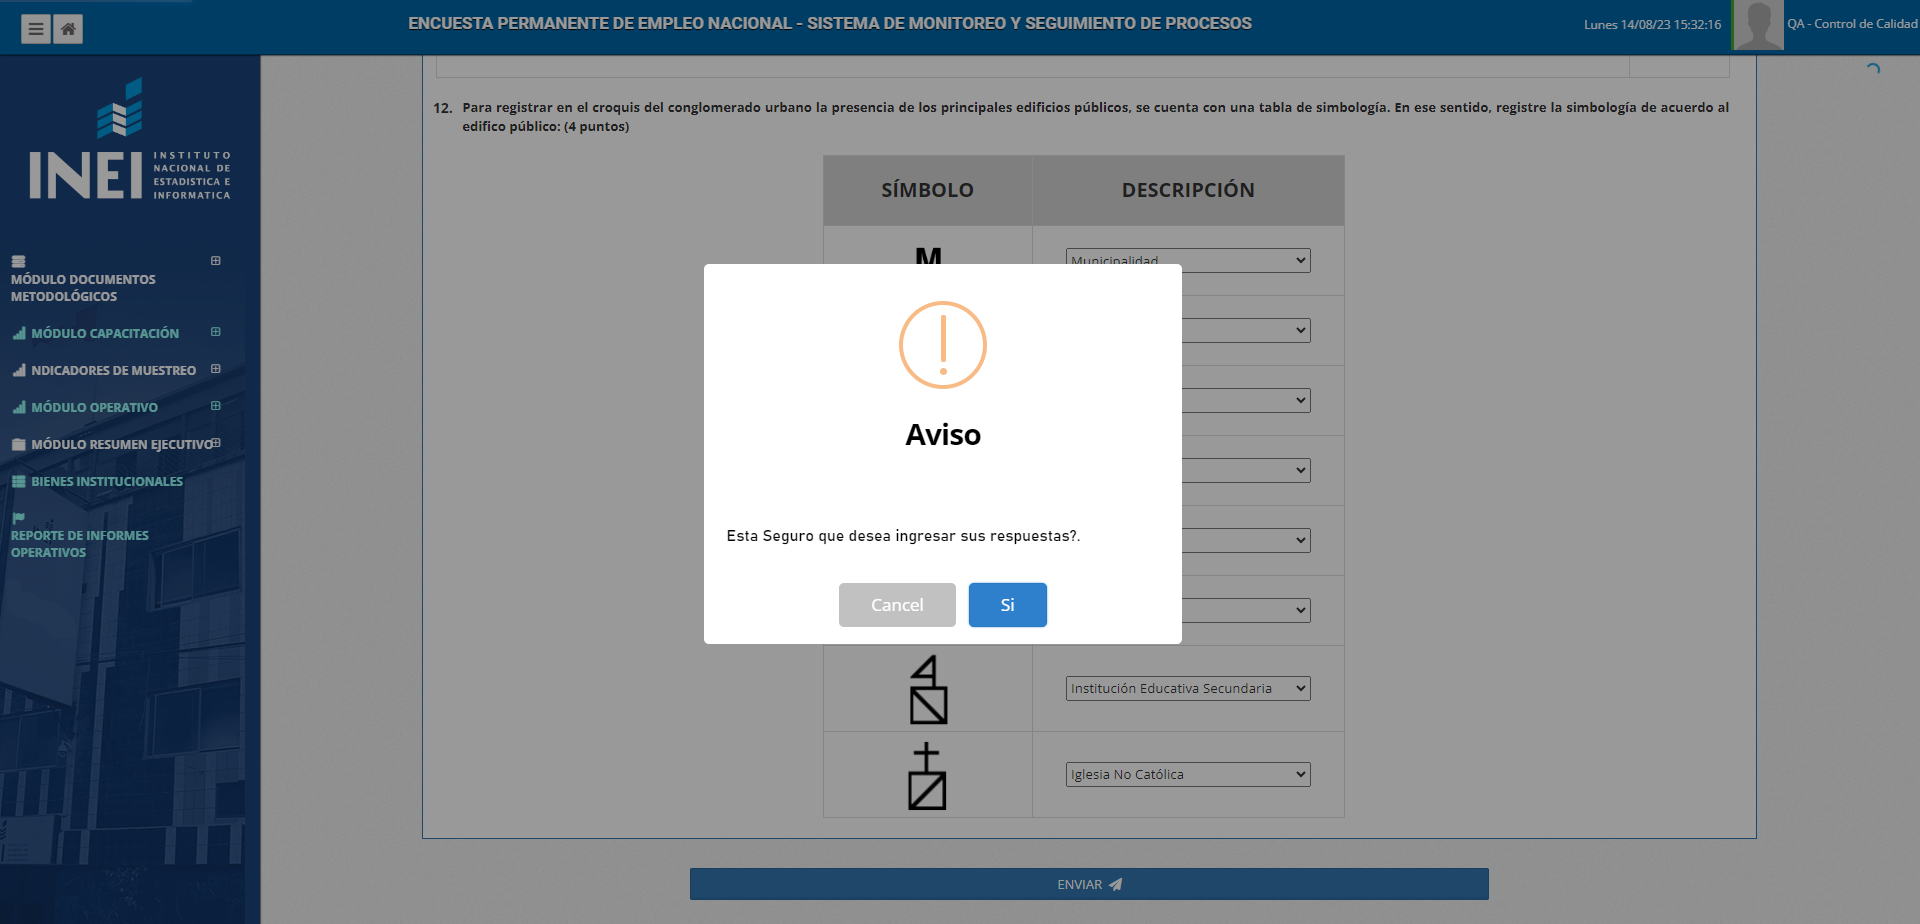 ENCUESTA PERMANENTE DE EMPLEO NACIONAL - SISTEMA DE MONITOREO Y SEGUIMIENTO DE PROCESOS
Lunes 14/08/23 15:32:16
QA - Control de Calidad
INEI
INSTITUTO
NACIONAL DE
ESTADISTICA E
INFORMATICA
MÓDULO DOCUMENTOS
METODOLÓGICOS
MÓDULO CAPACITACIÓN
NDICADORES DE MUESTREO
MÓDULO OPERATIVO
MÓDULO RESUMEN EJECUTIVO
BIENES INSTITUCIONALES
REPORTE DE INFORMES
OPERATIVOS
12. Para registrar en el croquis del conglomerado urbano la presencia de los principales edificios públicos, se cuenta con una tabla de simbología. En ese sentido, registre la simbología de acuerdo al
edifico público: (4 puntos)
SÍMBOLO DESCRIPCIÓN
M Municipalidad
Aviso
Esta Seguro que desea ingresar sus respuestas?.
Cancel Si
Institución Educativa Secundaria
Iglesia No Católica
ENVIAR